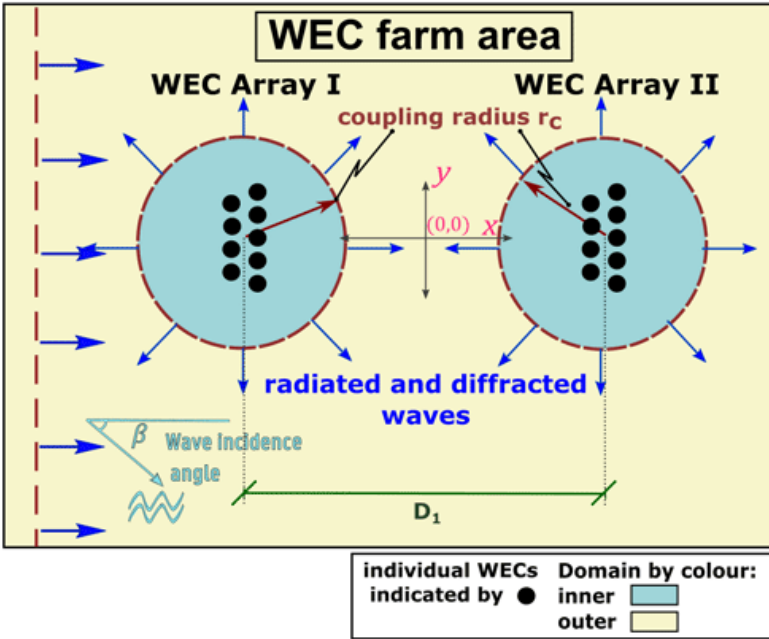 WEC farm area
WEC Array I
WEC Array II
coupling radius rc
y
(0,0) x
radiated and diffracted
waves
β
Wave incidence
angle
D1
individual WECs
indicated by
Domain by colour:
inner
outer